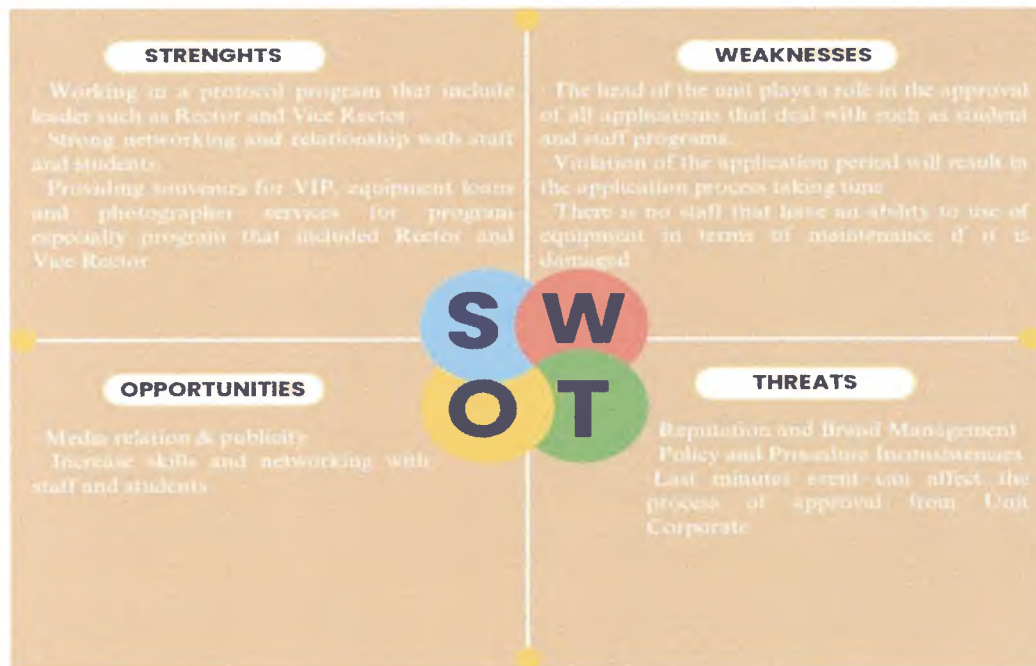 STRENGHTS
- Working in a protocol program that include
leader such as Rector and Vice Rector
- Strong networking and relationship with staff
and students
- Providing souvenirs for VIP, equipment loans
and photographer services for program
especially program that included Rector and
Vice Rector
WEAKNESSES
- The head of the unit plays a role in the approval
of all applications that deal with such as student
and staff programs.
- Violation of the application period will result in
the application process taking time
- There is no staff that have an ability to use of
equipment in terms of maintenance if it is
damaged
S W
O T
OPPORTUNITIES
- Media relation & publicity
- Increase skills and networking with
staff and students
THREATS
- Reputation and Brand Management
- Policy and Procedure Inconsistencies
- Last minutes event can affect the
process of approval from Unit
Corporate